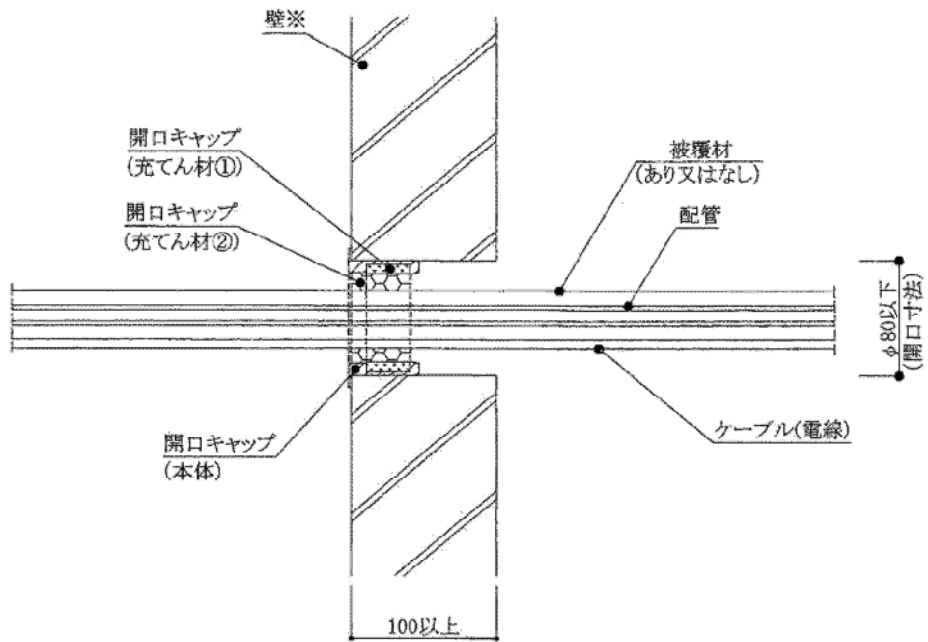 壁※
開口キャップ
(充てん材①)
開口キャップ
(充てん材②)
被覆材
(あり又はなし)
配管
φ80以下
(開口寸法)
ケーブル(電線)
開口キャップ
(本体)
100以上